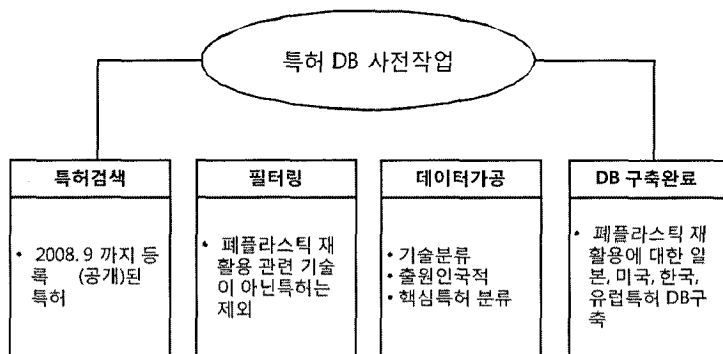 특허 DB 사전작업
특허검색
• 2008. 9 까지 등
록 (공개)된
특허
필터링
• 폐플라스틱 재
활용 관련 기술
이 아닌특허는
제외
데이터가공
• 기술분류
• 출원인국적
• 핵심특허 분류
DB 구축완료
• 폐플라스틱 재
활용에 대한 일
본, 미국, 한국,
유럽특허 DB구
축